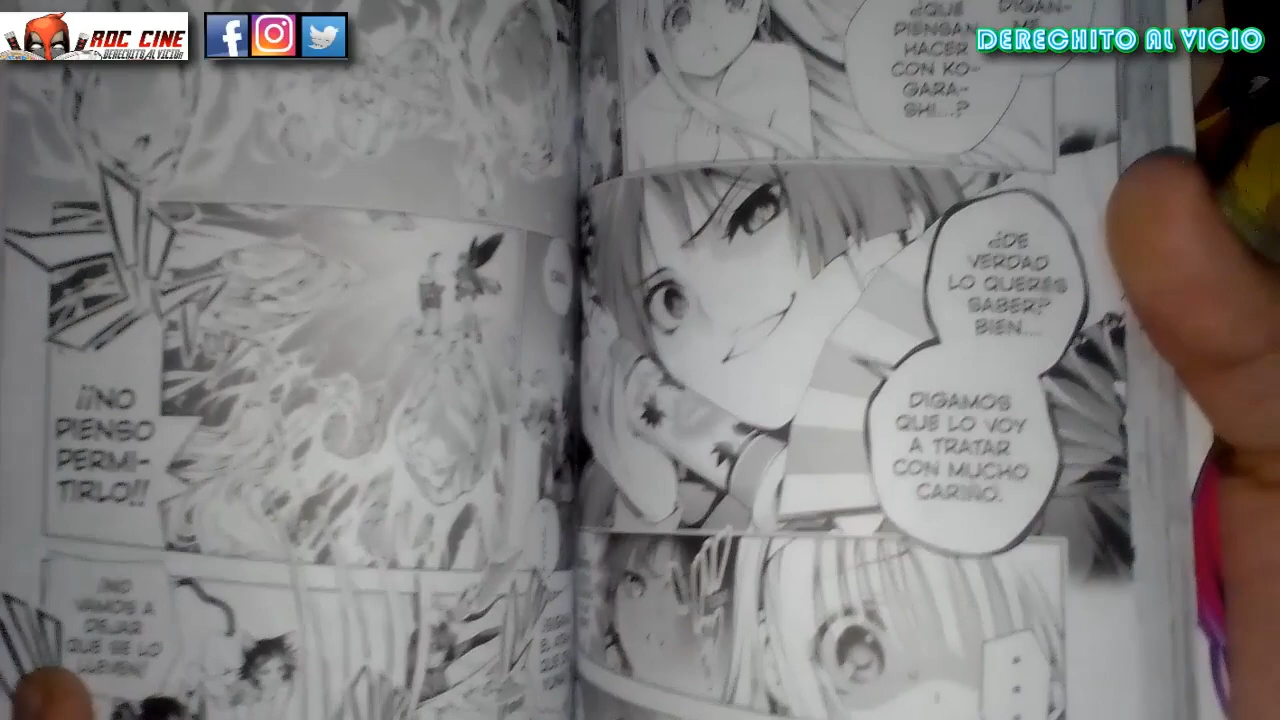 ROC CINE
DERECHITO AL VICIO
DERECHITO AL VICIO
DIGAN-
ME
¿QUÉ
PIENSAN
HACER
CON KO-
GARA-
SHI...?
¿DE
VERDAD
LO QUERÉS
SABER?
BIEN...
DIGAMOS
QUE LO VOY
A TRATAR
CON MUCHO
CARIÑO.
¡¡NO
PIENSO
PERMI-
TIRLO!!
¡NO
VAMOS A
DEJAR
QUE SE LO
LLEVEN!